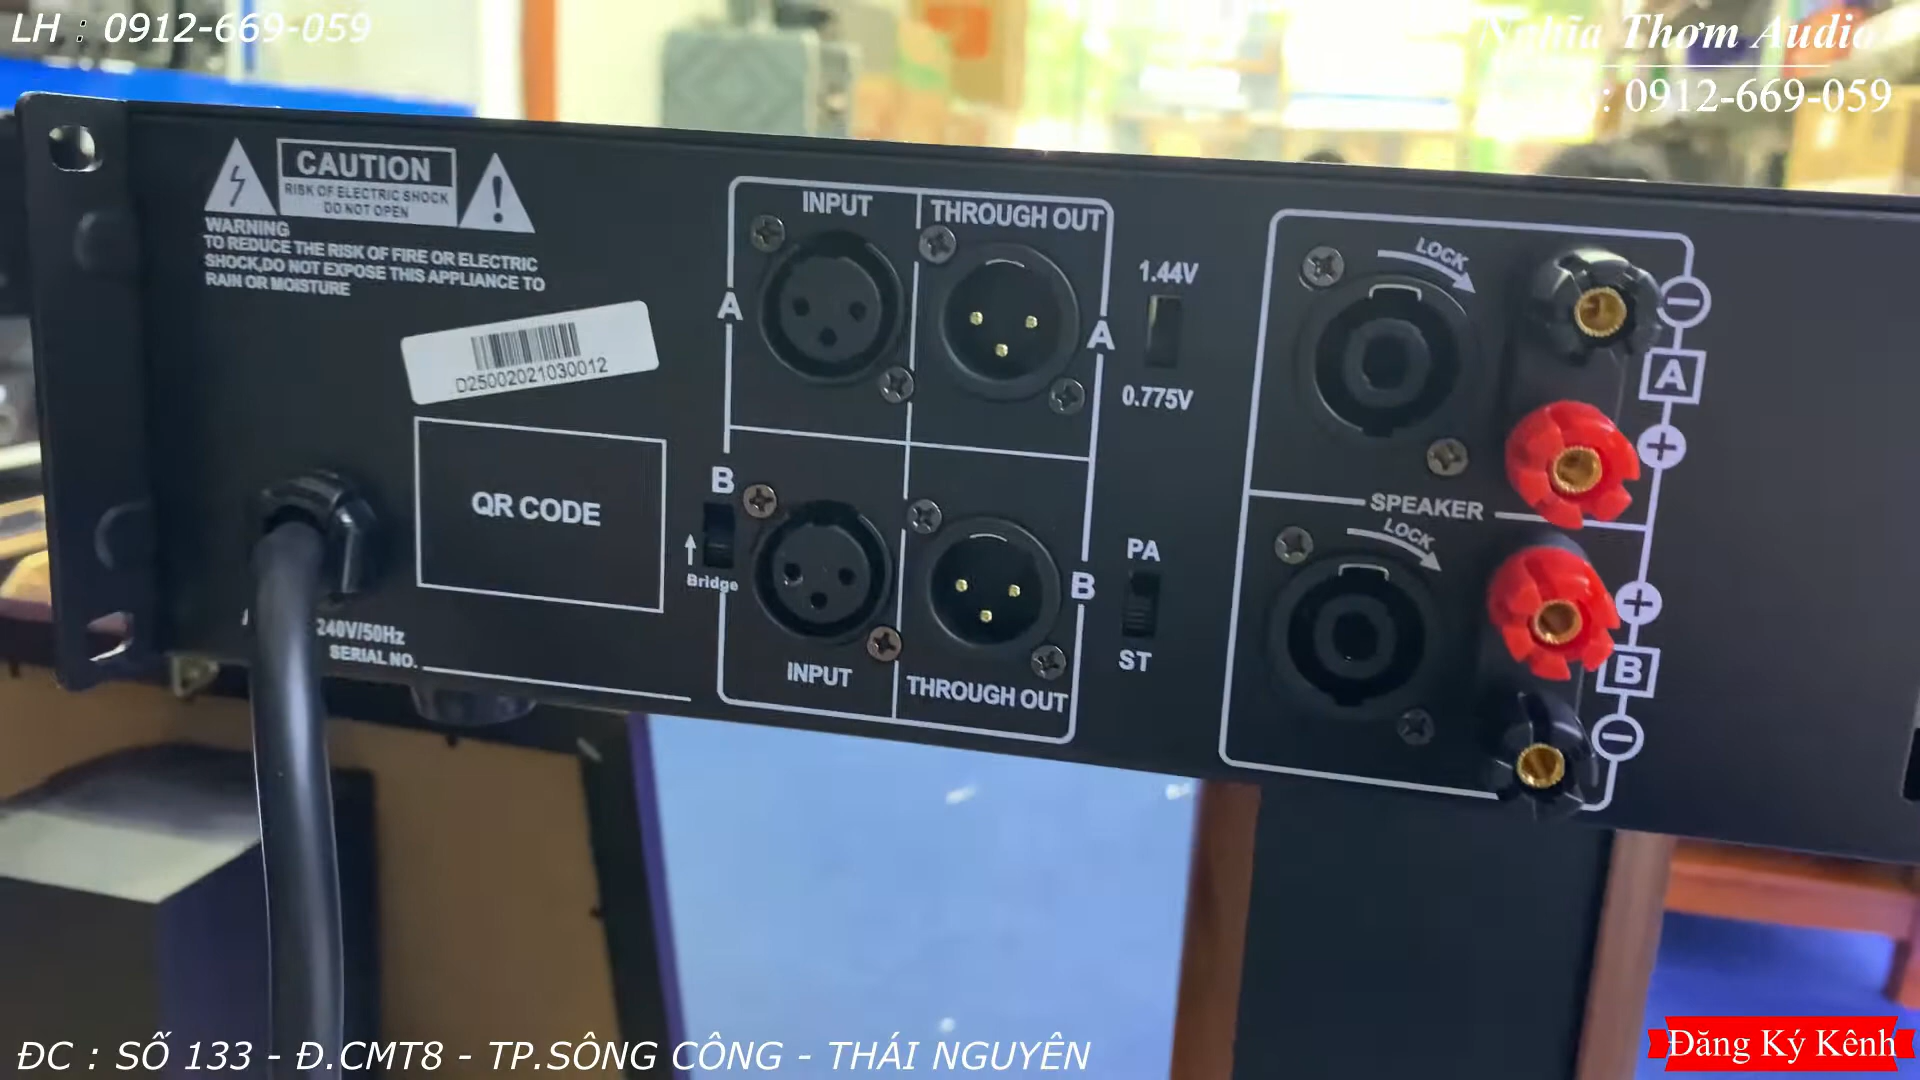 LH : 0912-669-059
Nghĩa Thơm Audio
: 0912-669-059
CAUTION
RISK OF ELECTRIC SHOCK
DO NOT OPEN
WARNING
TO REDUCE THE RISK OF FIRE OR ELECTRIC
SHOCK,DO NOT EXPOSE THIS APPLIANCE TO
RAIN OR MOISTURE
D25002021030012
QR CODE
240V/50Hz
SERIAL NO.
INPUT
THROUGH OUT
A
A
B
Bridge
B
INPUT
THROUGH OUT
1.44V
0.775V
PA
ST
LOCK
A
SPEAKER
LOCK
B
ĐC : SỐ 133 - Đ.CMT8 - TP.SÔNG CÔNG - THÁI NGUYÊN
Đăng Ký Kênh